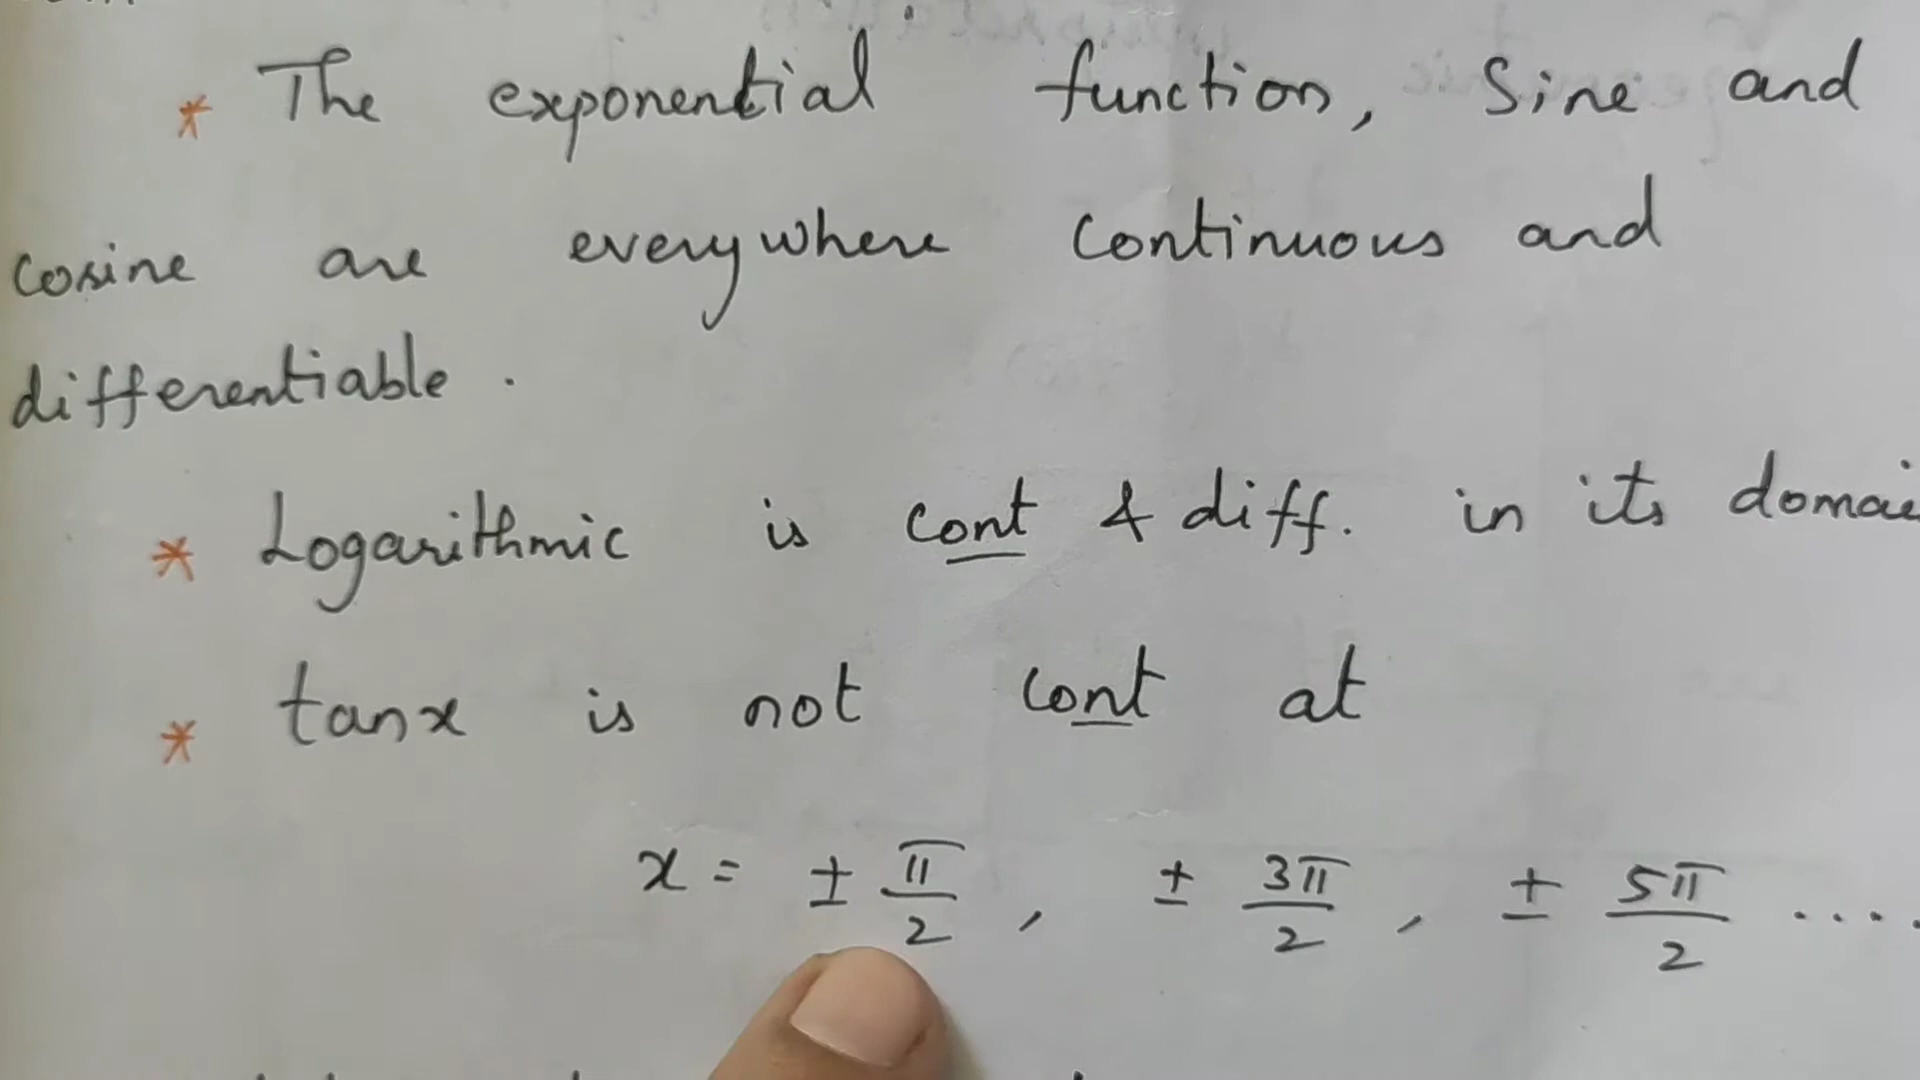 * The exponential function, Sine and
cosine are everywhere continuous and
differentiable.
* Logarithmic is cont & diff. in its domai
* tanx is not cont at
x = ± π/2, ± 3π/2, ± 5π/2 ....